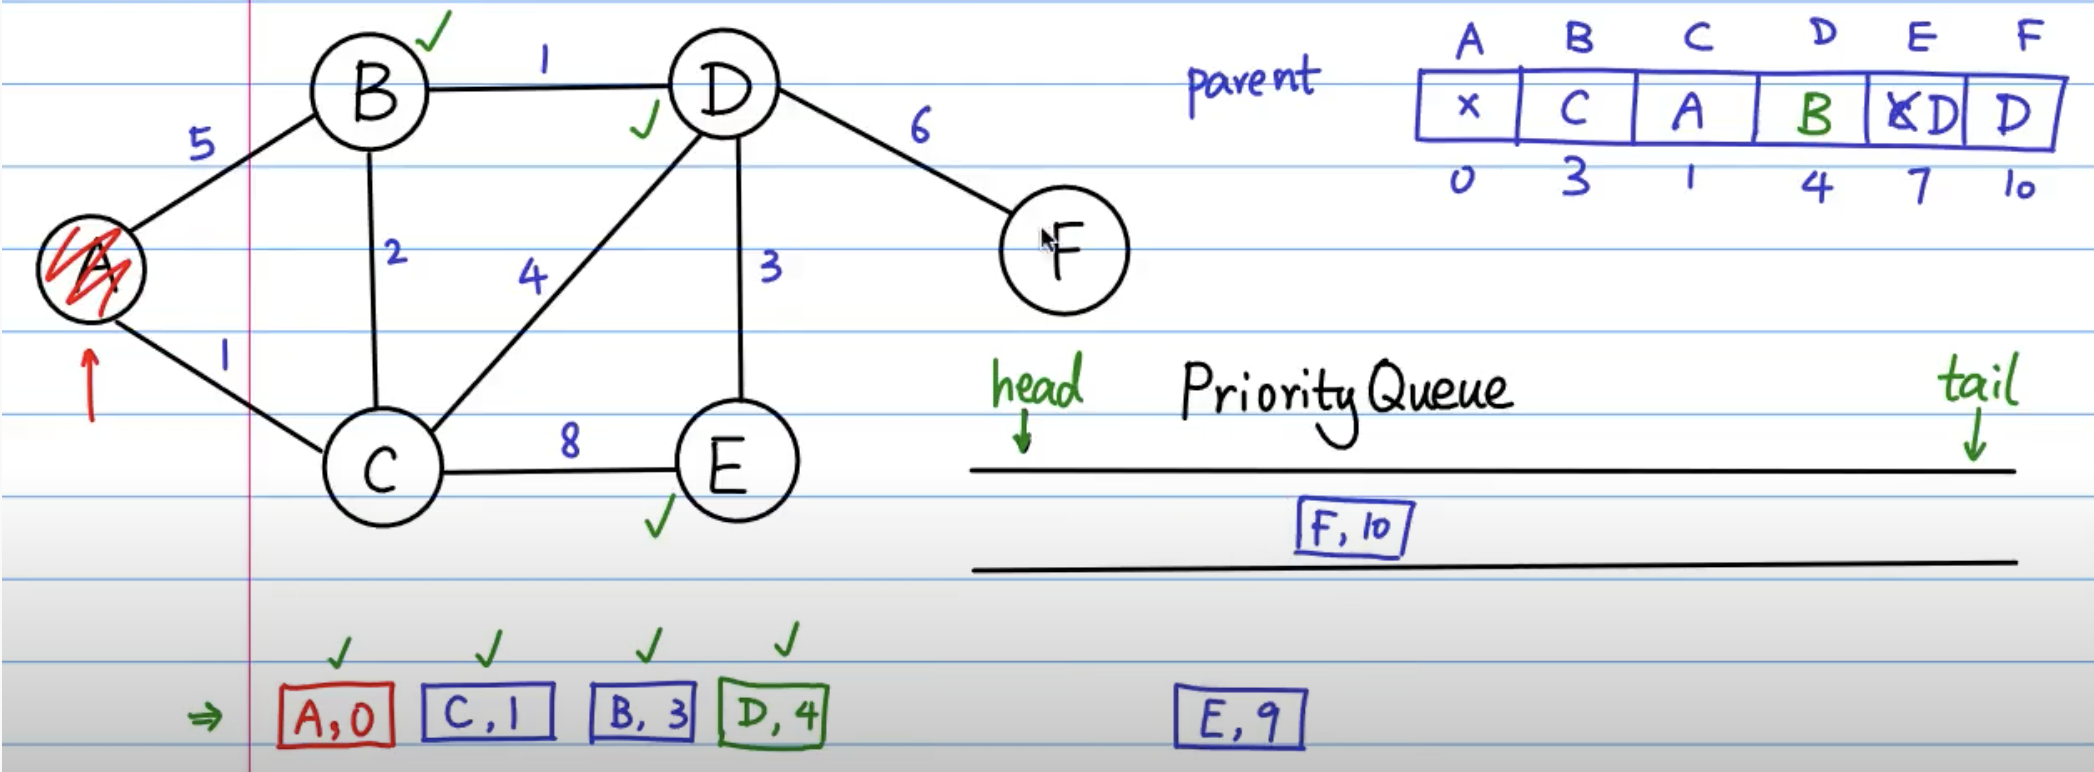 A B C D E F
parent
x C A B C D D
0 3 1 4 7 10
B
1
D
5
6
A
2
4
3
F
1
C
8
E
head
Priority Queue
tail
F, 10
⇒ A, 0 C, 1 B, 3 D, 4 E, 9